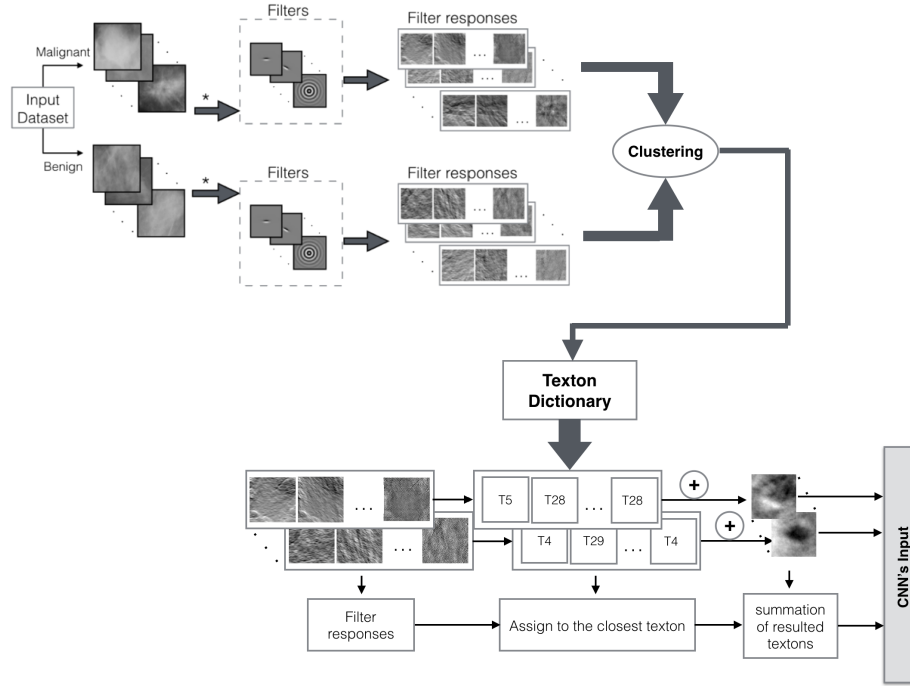 Filters
Filter responses
Malignant
Input
Dataset
*
...
Benign
Filters
Filter responses
*
...
...
Clustering
Texton
Dictionary
...
T5 T28 ... T28
+
...
T4 T29 ... T4
+
CNN's Input
Filter
responses
Assign to the closest texton
summation
of resulted
textons